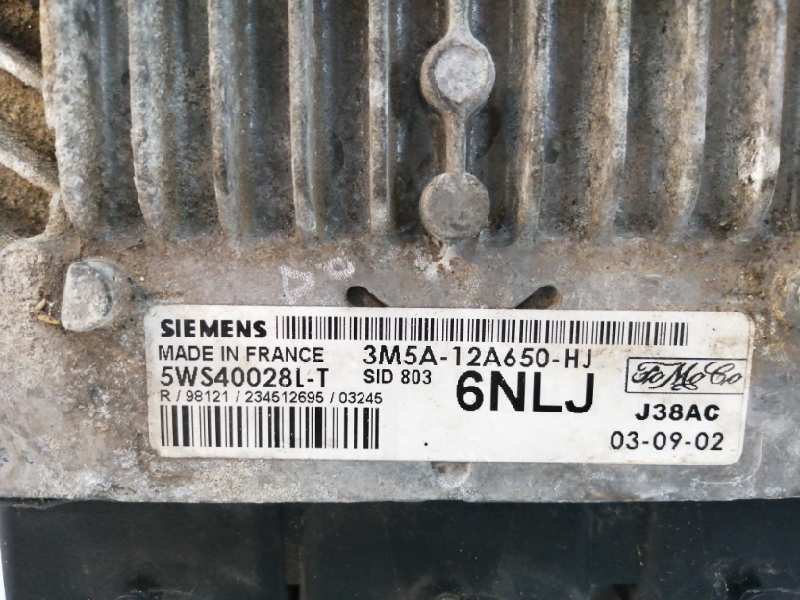 SIEMENS
MADE IN FRANCE 3M5A-12A650-HJ
5WS40028L-T SID 803 6NLJ FoMoCo
R / 98121 / 234512695 / 03245 J38AC
03-09-02